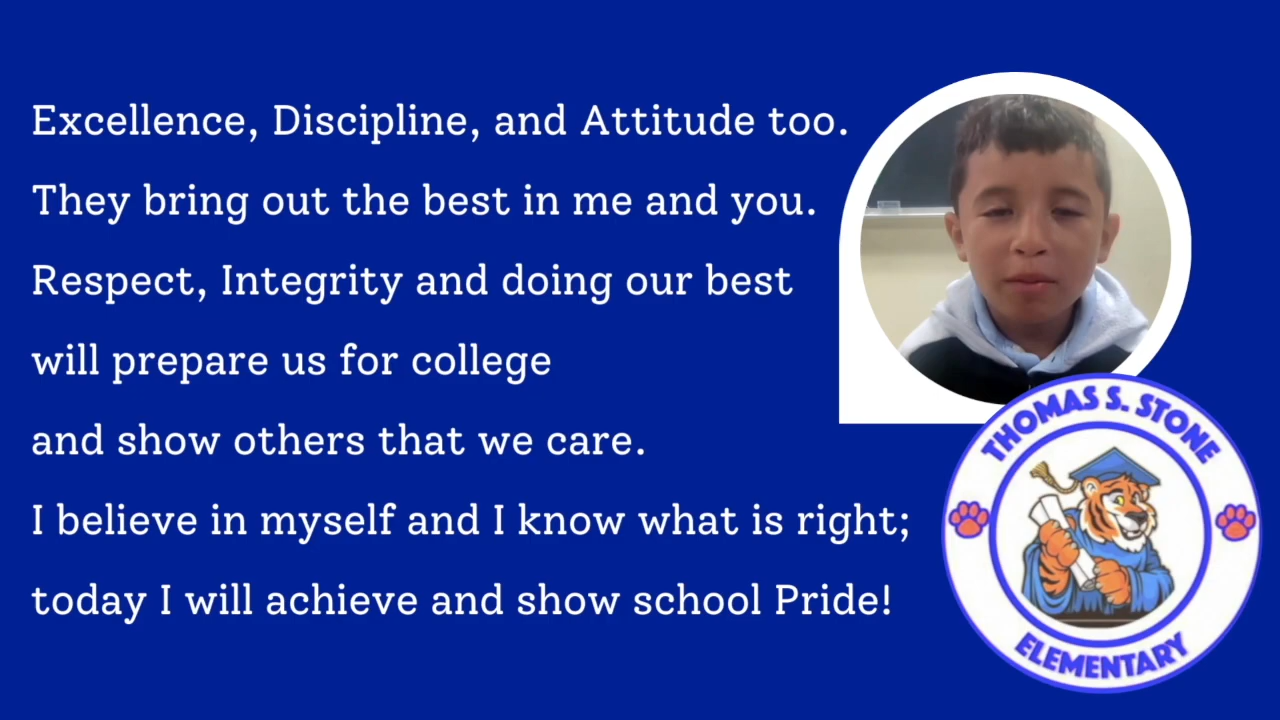 Excellence, Discipline, and Attitude too.
They bring out the best in me and you.
Respect, Integrity and doing our best
will prepare us for college
and show others that we care.
I believe in myself and I know what is right;
today I will achieve and show school Pride!
THOMAS S. STONE
ELEMENTARY